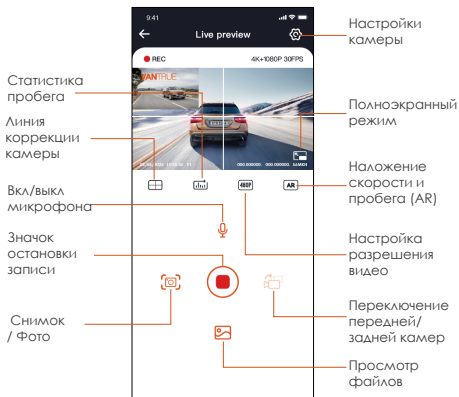 9:41
Live preview
REC
4K+1080P 30FPS
VANTRUE
480P
AR
Статистика
пробега
Линия
коррекции
камеры
Вкл/выкл
микрофона
Значок
остановки
записи
Снимок
/ Фото
Настройки
камеры
Полноэкранный
режим
Наложение
скорости и
пробега (AR)
Настройка
разрешения
видео
Переключение
передней/
задней камер
Просмотр
файлов